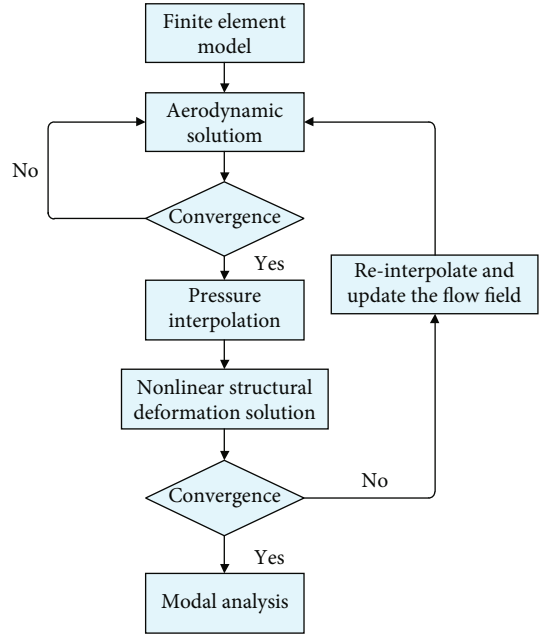 Finite element
model
Aerodynamic
solutiom
No
Convergence
Yes
Pressure
interpolation
Re-interpolate and
update the flow field
Nonlinear structural
deformation solution
Convergence
No
Yes
Modal analysis